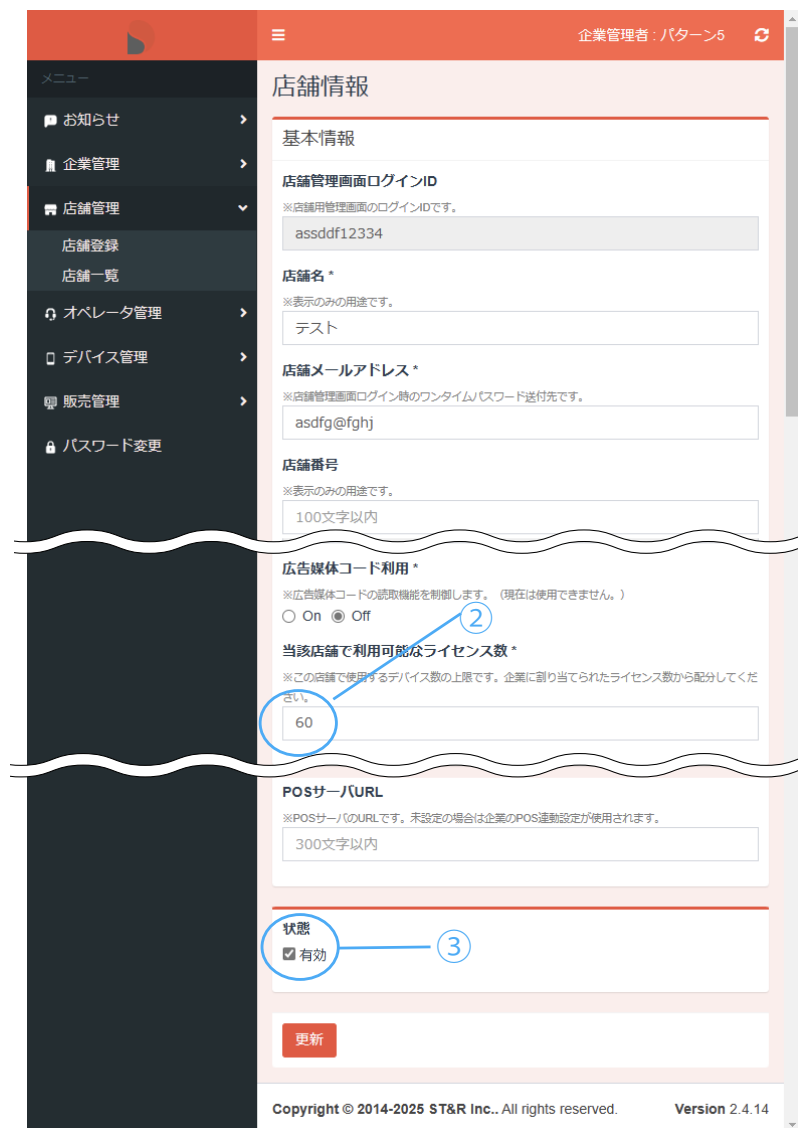 企業管理者 : パターン5
メニュー
お知らせ
企業管理
店舗管理
店舗登録
店舗一覧
オペレータ管理
デバイス管理
販売管理
パスワード変更
店舗情報
基本情報
店舗管理画面ログインID
※店舗用管理画面のログインIDです。
assddf12334
店舗名 *
※表示のみの用途です。
テスト
店舗メールアドレス *
※店舗管理画面ログイン時のワンタイムパスワード送付先です。
asdfg@fghj
店舗番号
※表示のみの用途です。
100文字以内
広告媒体コード利用 *
※広告媒体コードの読取機能を制御します。（現在は使用できません。）
On Off
②
当該店舗で利用可能なライセンス数 *
※この店舗で使用するデバイス数の上限です。企業に割り当てられたライセンス数から配分してくだ
さい。
60
POSサーバURL
※POSサーバのURLです。未設定の場合は企業のPOS連動設定が使用されます。
300文字以内
状態
有効
③
更新
Copyright © 2014-2025 ST&R Inc.. All rights reserved. Version 2.4.14